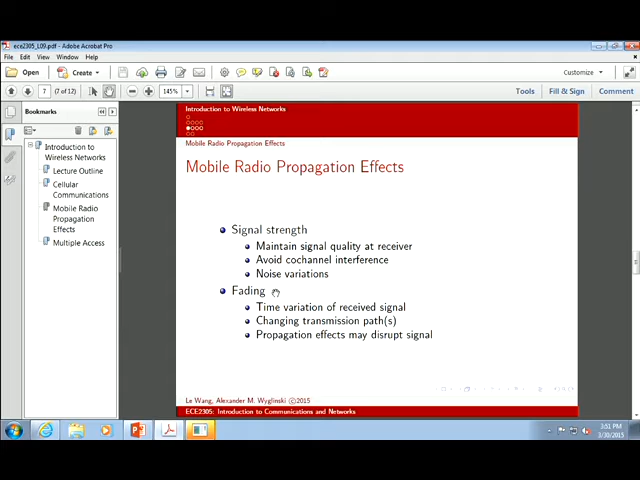 ece2305_L09.pdf - Adobe Acrobat Pro
File Edit View Window Help
Open Create Customize
7 (7 of 12) 145% Tools Fill & Sign Comment
Bookmarks
Introduction to
Wireless Networks
Lecture Outline
Cellular
Communications
Mobile Radio
Propagation
Effects
Multiple Access
Introduction to Wireless Networks
Mobile Radio Propagation Effects
Mobile Radio Propagation Effects
Signal strength
Maintain signal quality at receiver
Avoid cochannel interference
Noise variations
Fading
Time variation of received signal
Changing transmission path(s)
Propagation effects may disrupt signal
Le Wang, Alexander M. Wyglinski ©2015
ECE2305: Introduction to Communications and Networks
3:51 PM
3/30/2015